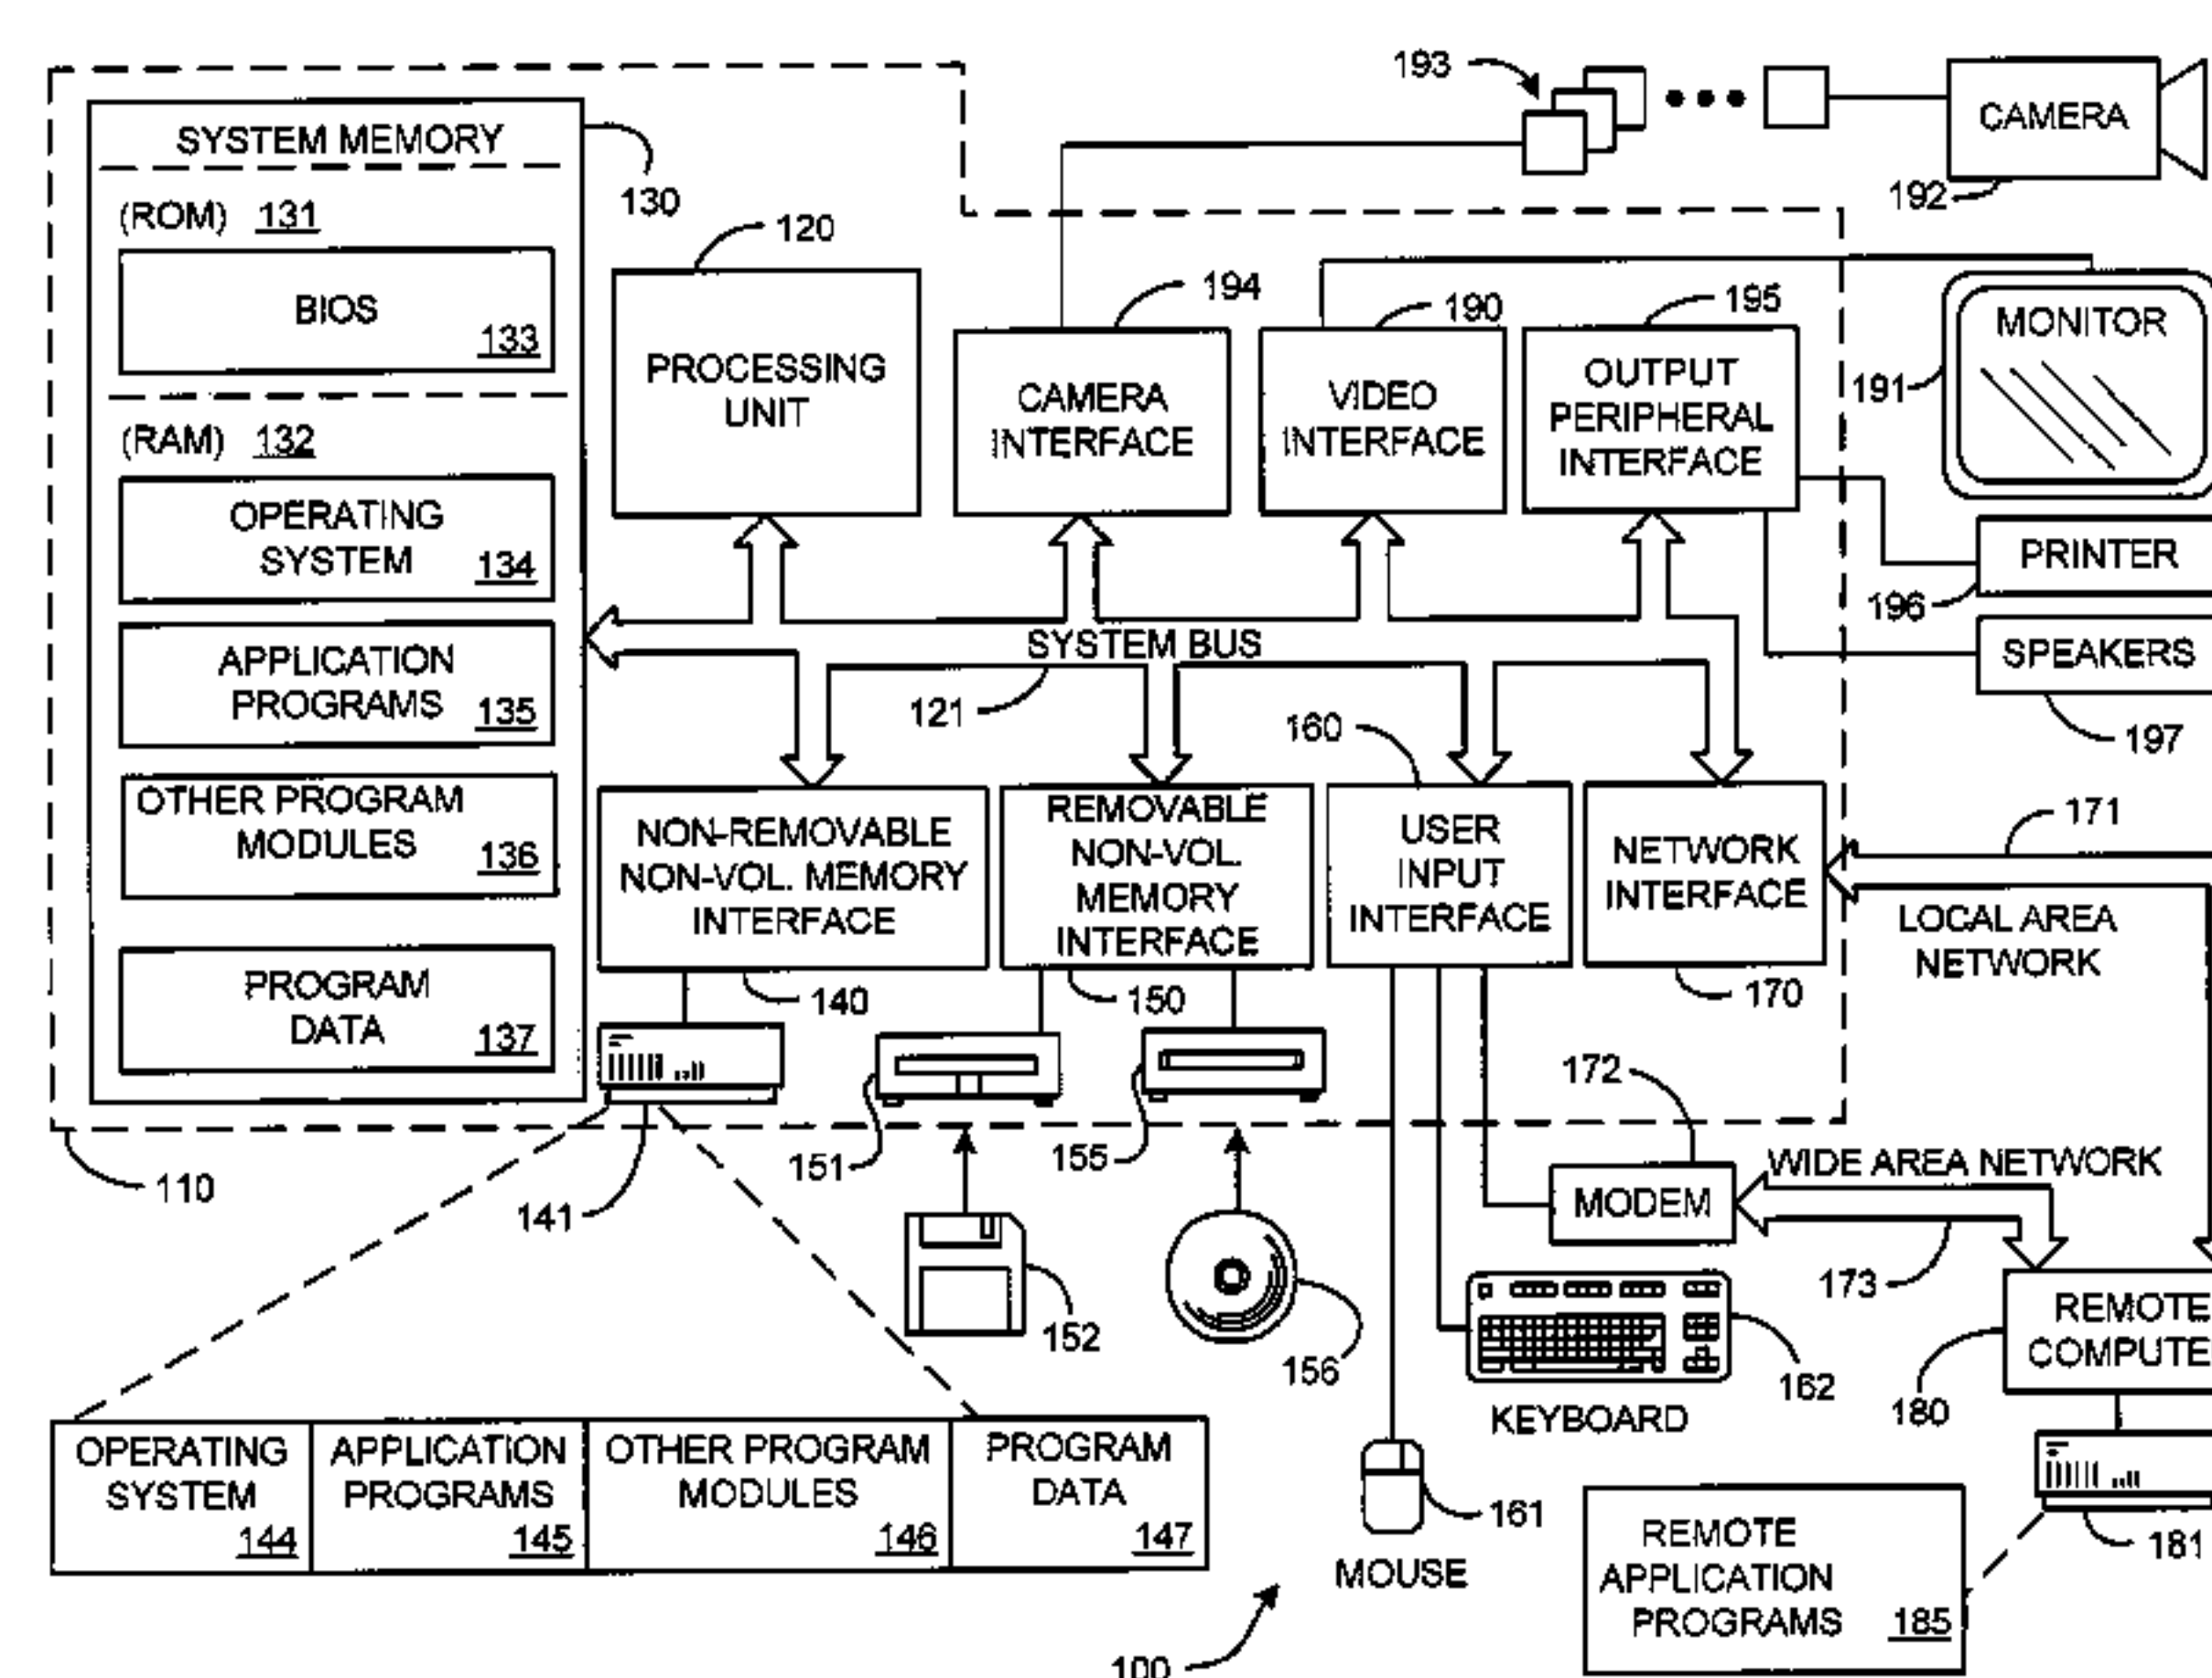 193
CAMERA
192
SYSTEM MEMORY
130
(ROM) 131
BIOS
133
(RAM) 132
OPERATING
SYSTEM 134
APPLICATION
PROGRAMS 135
OTHER PROGRAM
MODULES 136
PROGRAM
DATA 137
120
PROCESSING
UNIT
194
CAMERA
INTERFACE
190
VIDEO
INTERFACE
195
OUTPUT
PERIPHERAL
INTERFACE
MONITOR
191
PRINTER
196
SPEAKERS
197
SYSTEM BUS
121
NON-REMOVABLE
NON-VOL. MEMORY
INTERFACE
140
REMOVABLE
NON-VOL.
MEMORY
INTERFACE
150
160
USER
INPUT
INTERFACE
NETWORK
INTERFACE
170
171
LOCAL AREA
NETWORK
110
141
151
155
152
156
172
MODEM
WIDE AREA NETWORK
173
162
KEYBOARD
161
MOUSE
REMOTE
COMPUTE
180
181
REMOTE
APPLICATION
PROGRAMS 185
OPERATING
SYSTEM
144
APPLICATION
PROGRAMS
145
OTHER PROGRAM
MODULES
146
PROGRAM
DATA
147
100